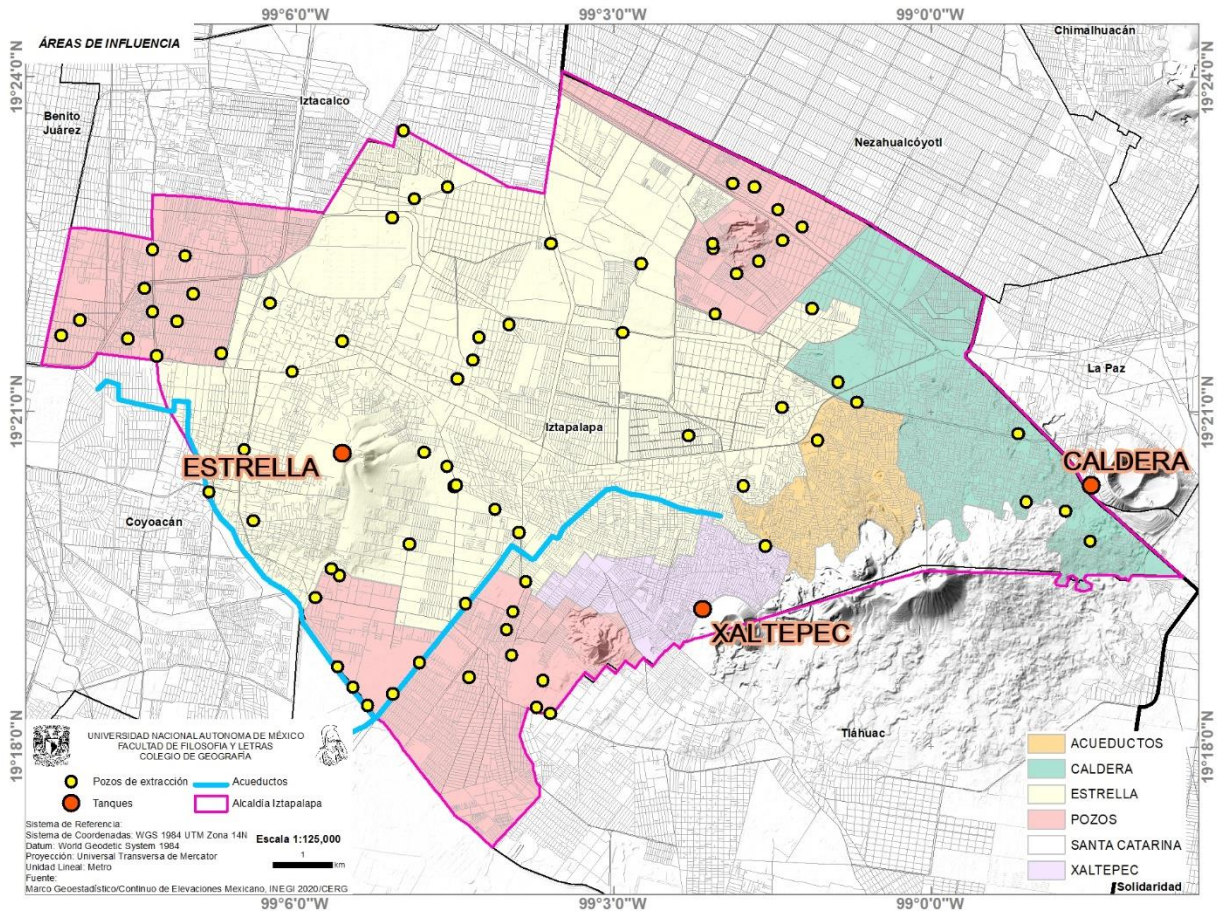 99°6'0"W
99°3'0"W
99°0'0"W
ÁREAS DE INFLUENCIA
Chimalhuacán
19°24'0"N
19°24'0"N
Iztacalco
Benito
Juárez
Nezahualcóyotl
La Paz
19°21'0"N
19°21'0"N
Iztapalapa
ESTRELLA
CALDERA
Coyoacán
XALTEPEC
Tláhuac
19°18'0"N
19°18'0"N
UNIVERSIDAD NACIONAL AUTONOMA DE MÉXICO
FACULTAD DE FILOSOFIA Y LETRAS
COLEGIO DE GEOGRAFÍA
Pozos de extracción
Acueductos
Tanques
Alcaldía Iztapalapa
Sistema de Referencia:
Sistema de Coordenadas: WGS 1984 UTM Zona 14N
Datum: World Geodetic System 1984
Proyección: Universal Transversa de Mercator
Unidad Lineal: Metro
Fuente:
Marco Geoestadístico/Continuo de Elevaciones Mexicano, INEGI 2020/CERG
Escala 1:125,000
1
km
ACUEDUCTOS
CALDERA
ESTRELLA
POZOS
SANTA CATARINA
XALTEPEC
Solidaridad
99°6'0"W
99°3'0"W
99°0'0"W